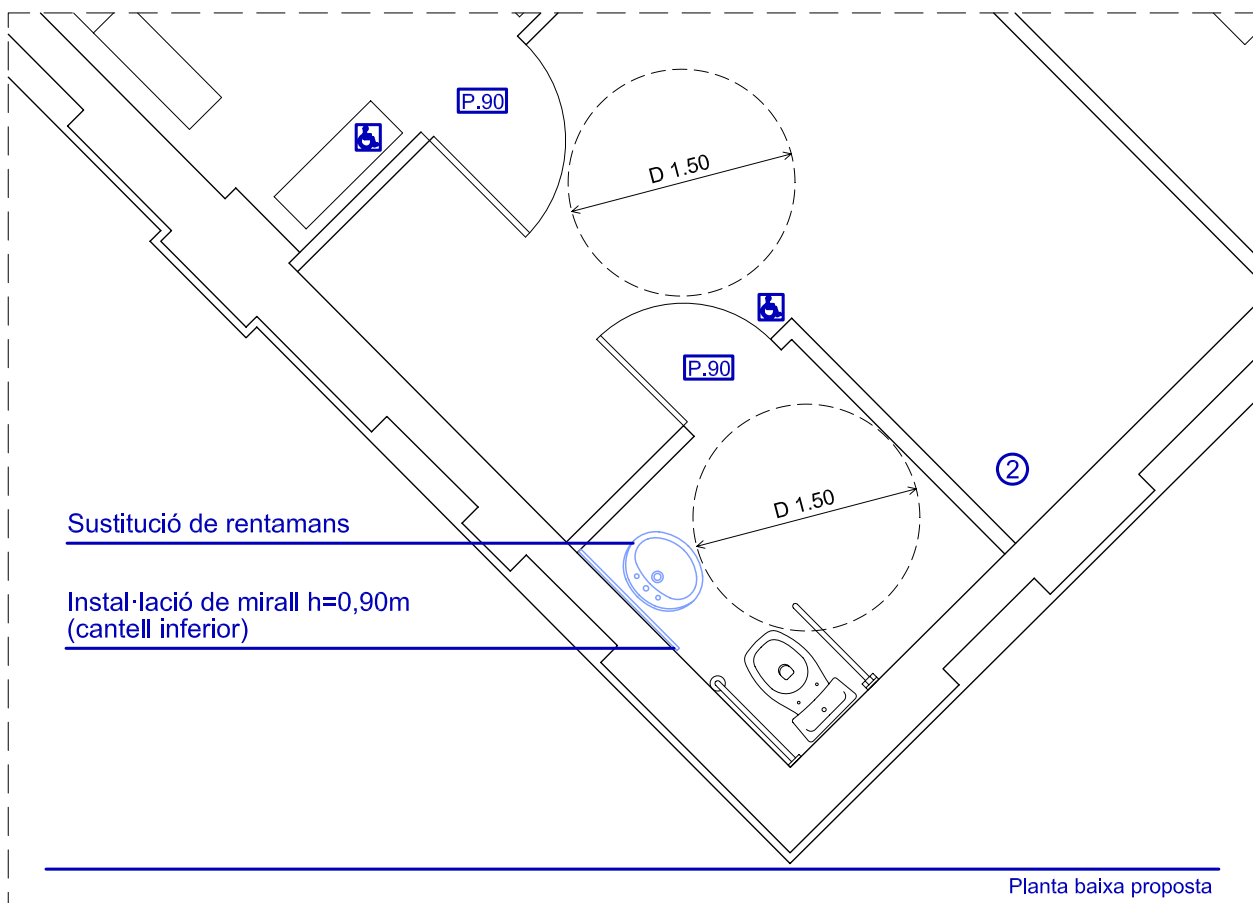 P.90
D 1.50
P.90
2
D 1.50
Sustitució de rentamans
Instal·lació de mirall h=0,90m
(cantell inferior)
Planta baixa proposta